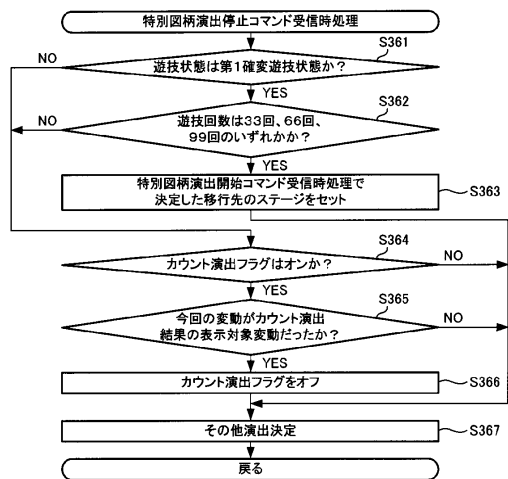 特別図柄演出停止コマンド受信時処理
S361
遊技状態は第1確変遊技状態か?
NO
YES
S362
遊技回数は33回、66回、
99回のいずれかか?
NO
YES
特別図柄演出開始コマンド受信時処理で
決定した移行先のステージをセット
S363
S364
カウント演出フラグはオンか?
NO
YES
S365
今回の変動がカウント演出
結果の表示対象変動だったか?
NO
YES
カウント演出フラグをオフ
S366
その他演出決定
S367
戻る